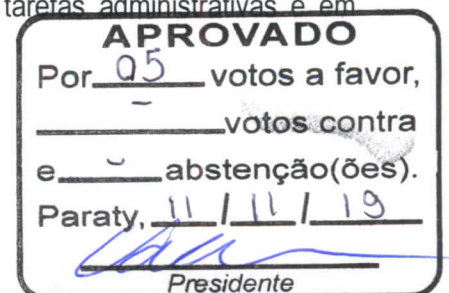 tarefas administrativas e em
APROVADO
Por 05 votos a favor,
- votos contra
e - abstenção(ões).
Paraty, 11 / 11 / 19
Presidente